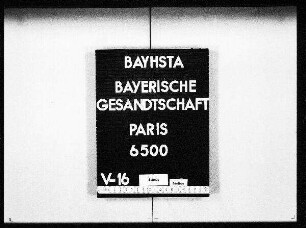 BAYHSTA
BAYERISCHE
GESANDTSCHAFT
PARIS
6500
V-16